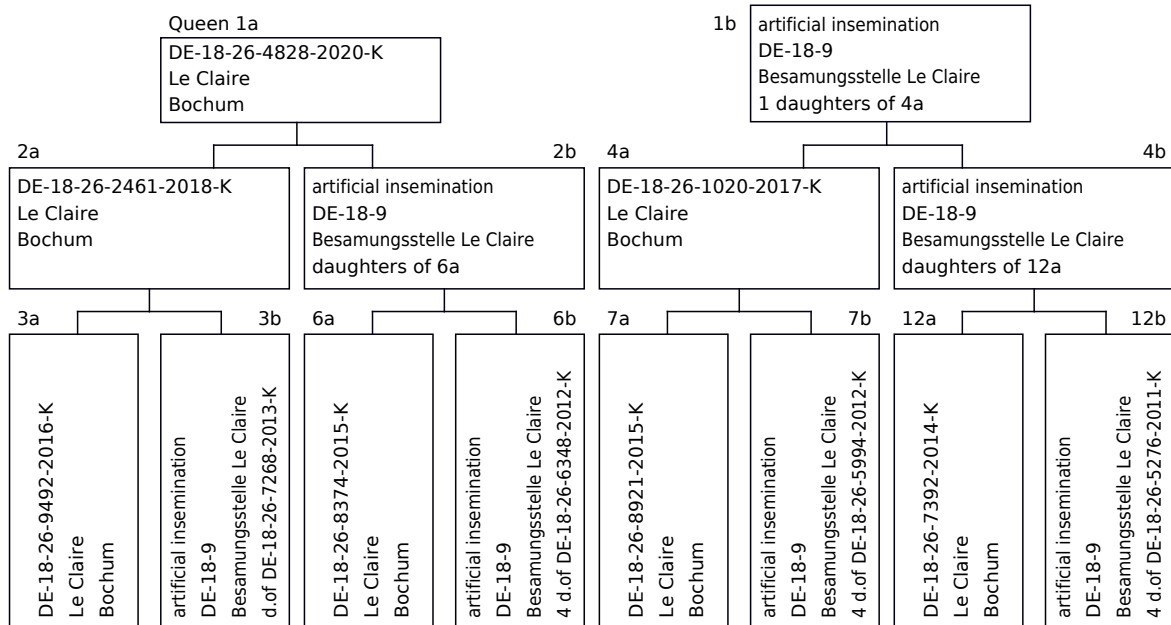 Queen 1a
DE-18-26-4828-2020-K
Le Claire
Bochum
1b
artificial insemination
DE-18-9
Besamungsstelle Le Claire
1 daughters of 4a
2a
DE-18-26-2461-2018-K
Le Claire
Bochum
2b
artificial insemination
DE-18-9
Besamungsstelle Le Claire
daughters of 6a
4a
DE-18-26-1020-2017-K
Le Claire
Bochum
4b
artificial insemination
DE-18-9
Besamungsstelle Le Claire
daughters of 12a
3a
DE-18-26-9492-2016-K
Le Claire
Bochum
3b
artificial insemination
DE-18-9
Besamungsstelle Le Claire
d.of DE-18-26-7268-2013-K
6a
DE-18-26-8374-2015-K
Le Claire
Bochum
6b
artificial insemination
DE-18-9
Besamungsstelle Le Claire
4 d.of DE-18-26-6348-2012-K
7a
DE-18-26-8921-2015-K
Le Claire
Bochum
7b
artificial insemination
DE-18-9
Besamungsstelle Le Claire
4 d.of DE-18-26-5994-2012-K
12a
DE-18-26-7392-2014-K
Le Claire
Bochum
12b
artificial insemination
DE-18-9
Besamungsstelle Le Claire
4 d.of DE-18-26-5276-2011-K